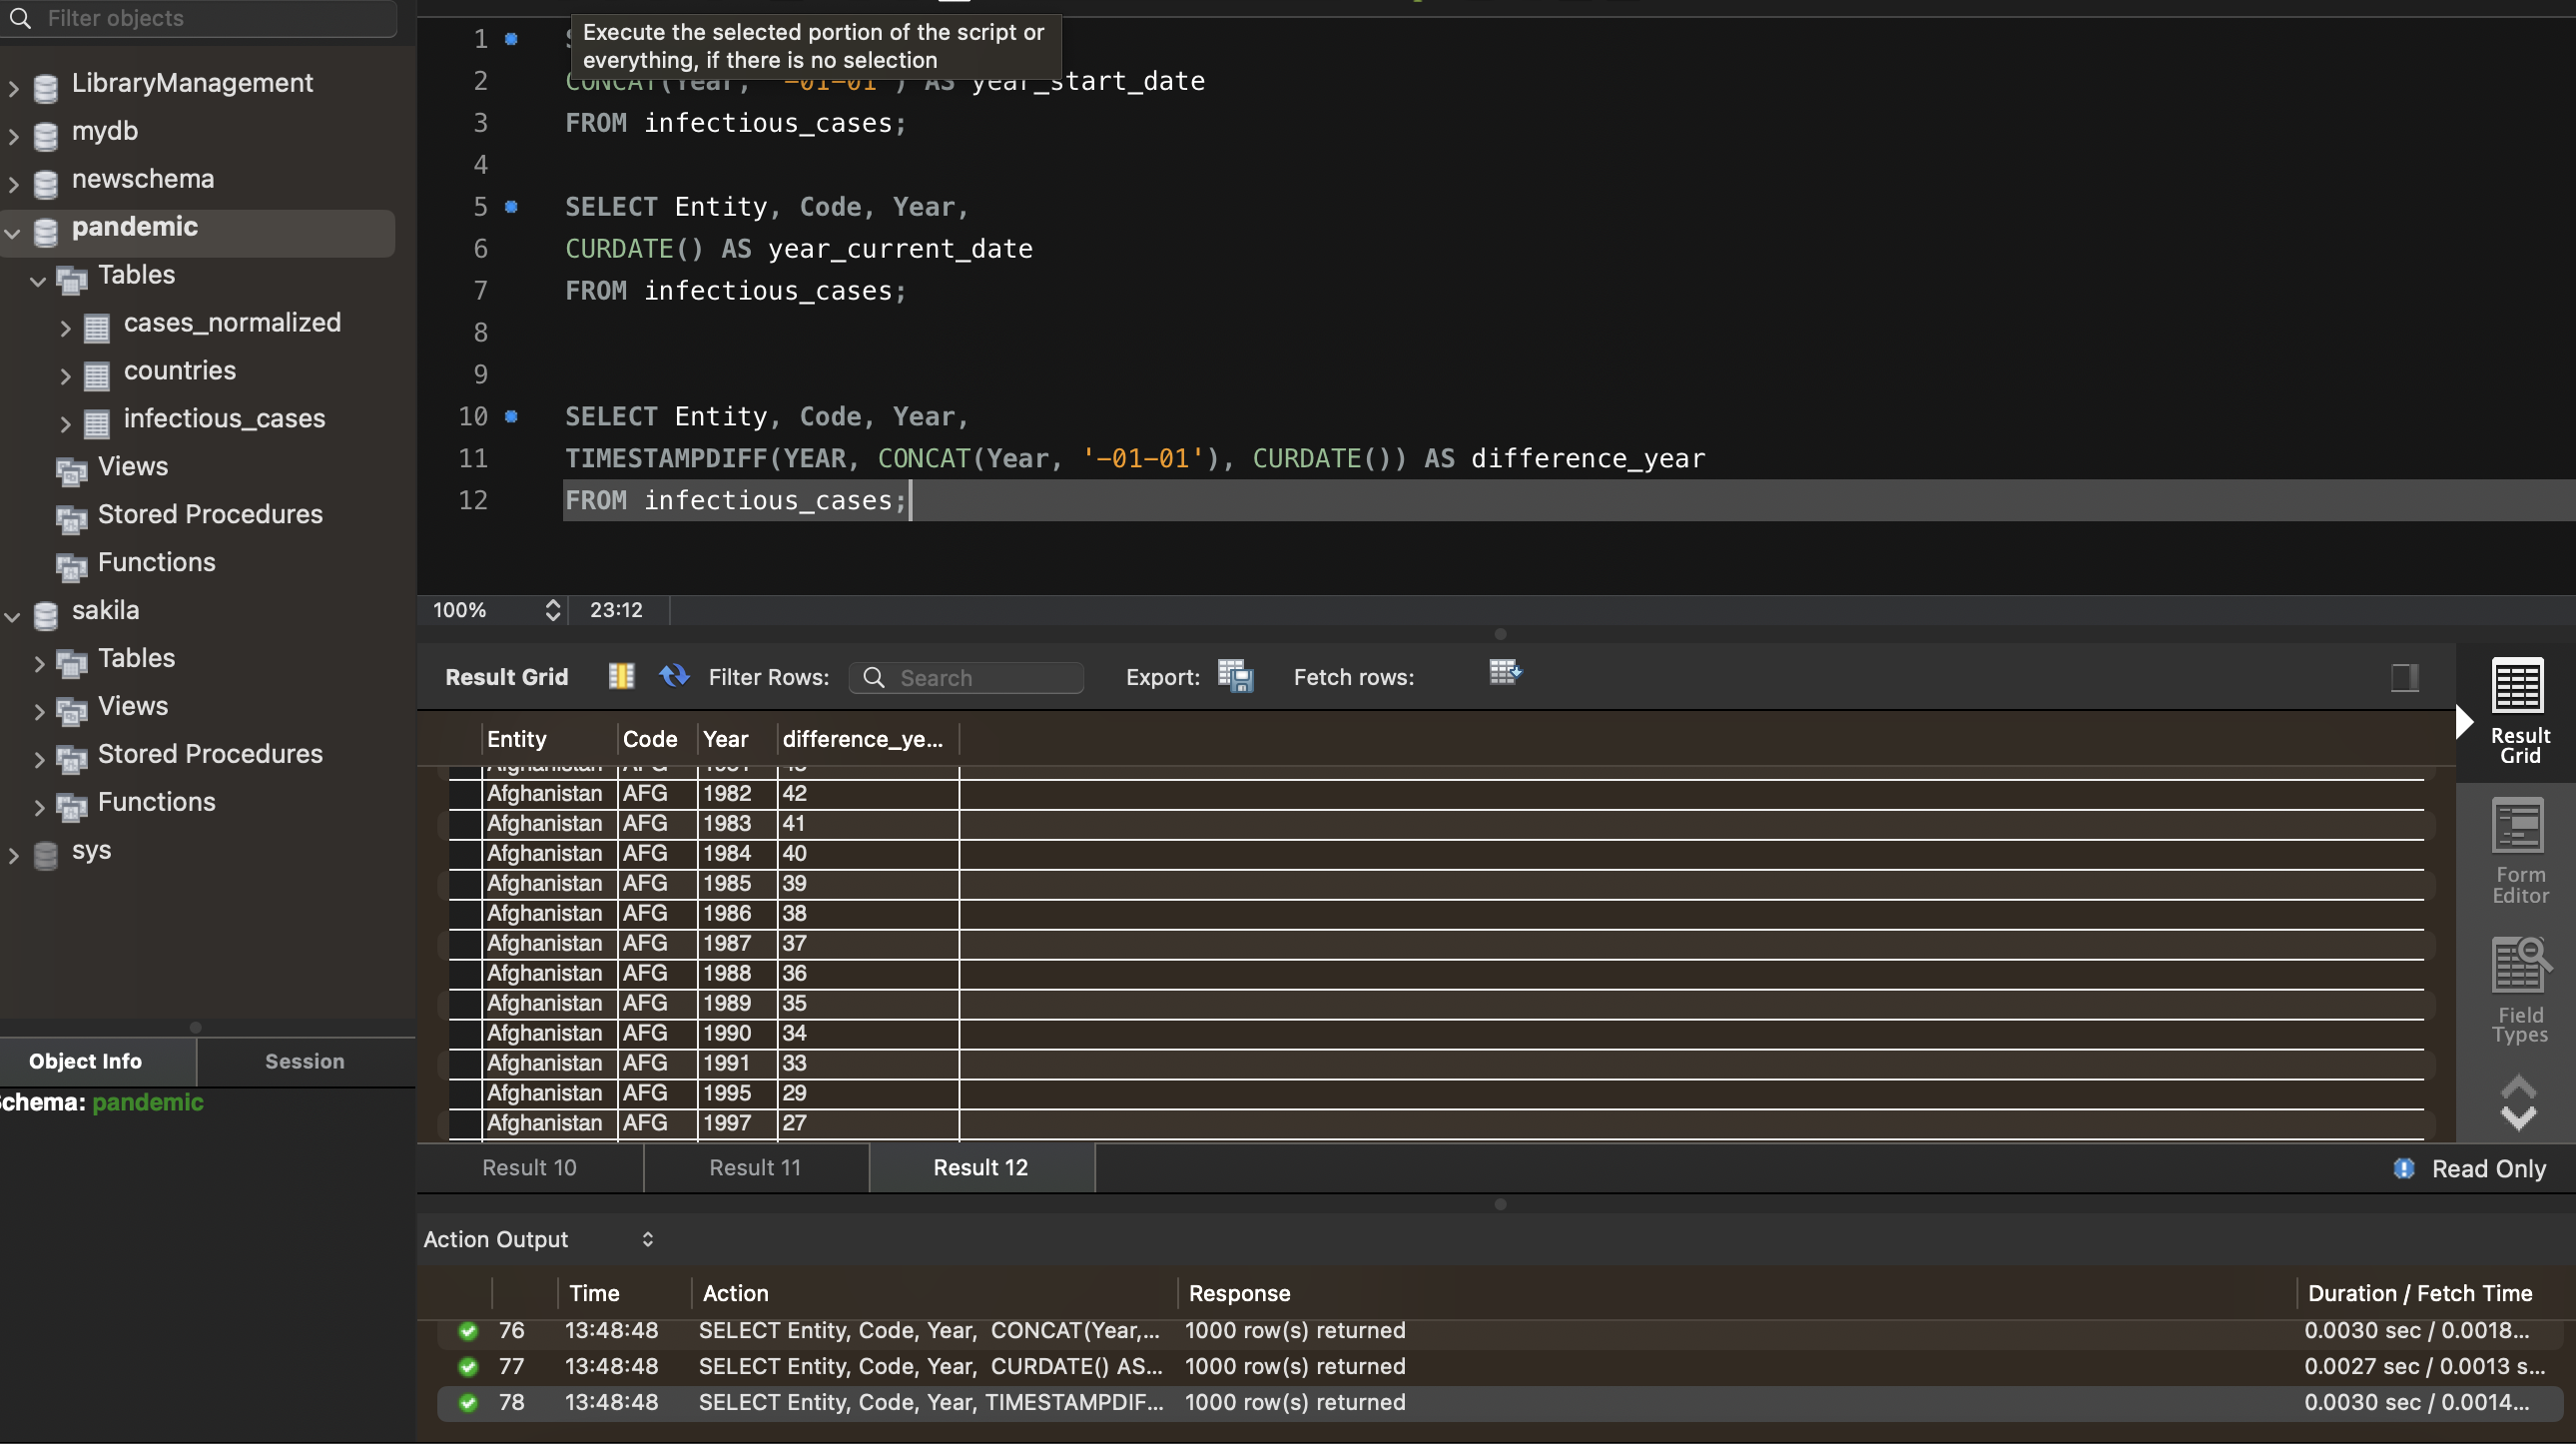 Filter objects
LibraryManagement
mydb
newschema
pandemic
Tables
cases_normalized
countries
infectious_cases
Views
Stored Procedures
Functions
sakila
Tables
Views
Stored Procedures
Functions
sys
Object Info
Session
chema: pandemic
Execute the selected portion of the script or
everything, if there is no selection
1
2 CONCAT(Year, '-01-01') AS year_start_date
3 FROM infectious_cases;
4
5 SELECT Entity, Code, Year,
6 CURDATE() AS year_current_date
7 FROM infectious_cases;
8
9
10 SELECT Entity, Code, Year,
11 TIMESTAMPDIFF(YEAR, CONCAT(Year, '-01-01'), CURDATE()) AS difference_year
12 FROM infectious_cases;
100% 23:12
Result Grid Filter Rows: Search Export: Fetch rows:
Entity Code Year difference_ye...
Afghanistan AFG 1982 42
Afghanistan AFG 1983 41
Afghanistan AFG 1984 40
Afghanistan AFG 1985 39
Afghanistan AFG 1986 38
Afghanistan AFG 1987 37
Afghanistan AFG 1988 36
Afghanistan AFG 1989 35
Afghanistan AFG 1990 34
Afghanistan AFG 1991 33
Afghanistan AFG 1995 29
Afghanistan AFG 1997 27
Result
Grid
Form
Editor
Field
Types
Result 10 Result 11 Result 12 Read Only
Action Output
Time Action Response Duration / Fetch Time
76 13:48:48 SELECT Entity, Code, Year, CONCAT(Year,... 1000 row(s) returned 0.0030 sec / 0.0018...
77 13:48:48 SELECT Entity, Code, Year, CURDATE() AS... 1000 row(s) returned 0.0027 sec / 0.0013 s...
78 13:48:48 SELECT Entity, Code, Year, TIMESTAMPDIF... 1000 row(s) returned 0.0030 sec / 0.0014...